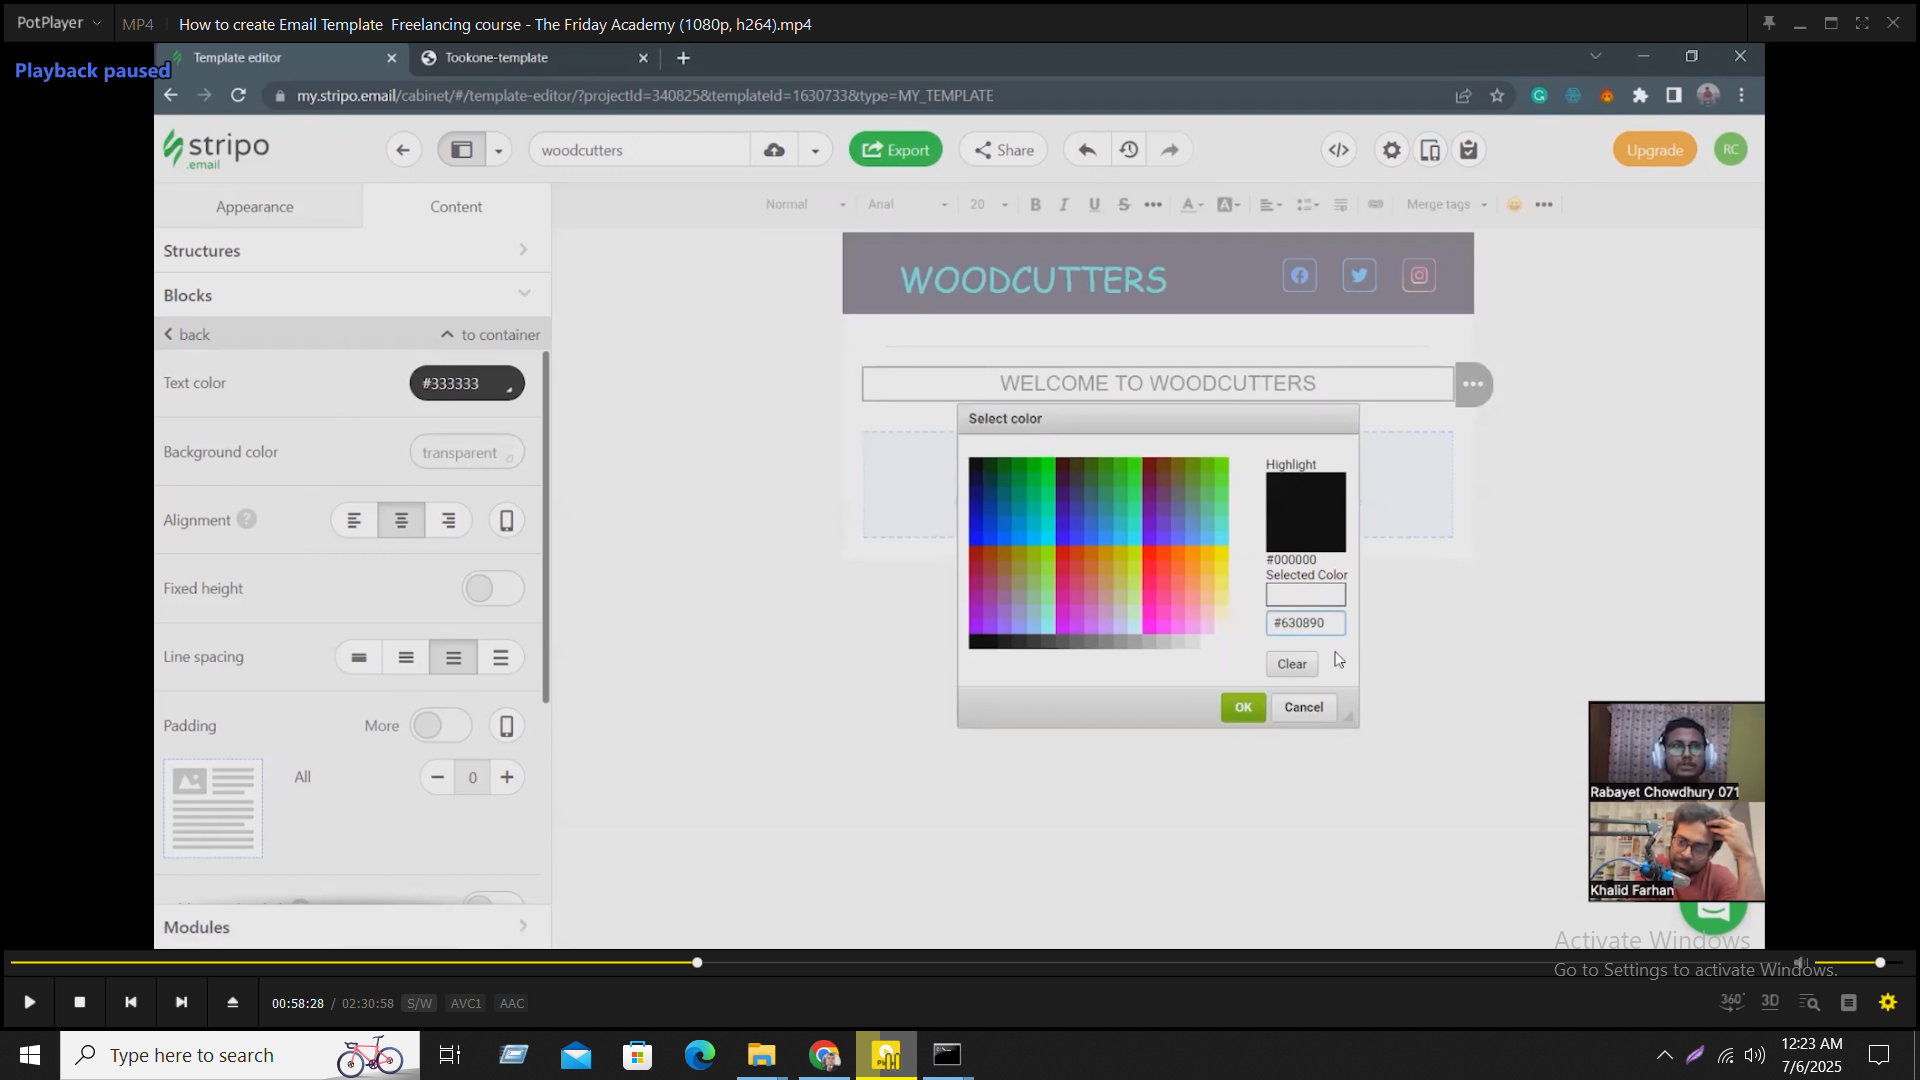 PotPlayer
MP4
How to create Email Template  Freelancing course - The Friday Academy (1080p, h264).mp4
Playback paused
Template editor
Tookone-template
my.stripo.email/cabinet/#/template-editor/?projectId=340825&templateId=1630733&type=MY_TEMPLATE
stripo
.email
woodcutters
Export
Share
</>
Upgrade
RC
Appearance
Content
Normal
Arial
20
B
I
U
S
A
A
Merge tags
Structures
Blocks
back
to container
Text color
#333333
Background color
transparent
Alignment
?
Fixed height
Line spacing
Padding
More
All
0
Modules
WOODCUTTERS
WELCOME TO WOODCUTTERS
Select color
Highlight
#000000
Selected Color
#630890
Clear
OK
Cancel
Rabayet Chowdhury 071
Khalid Farhan
Activate Windows
Go to Settings to activate Windows.
00:58:28 / 02:30:58
S/W
AVC1
AAC
360°
3D
Type here to search
12:23 AM
7/6/2025